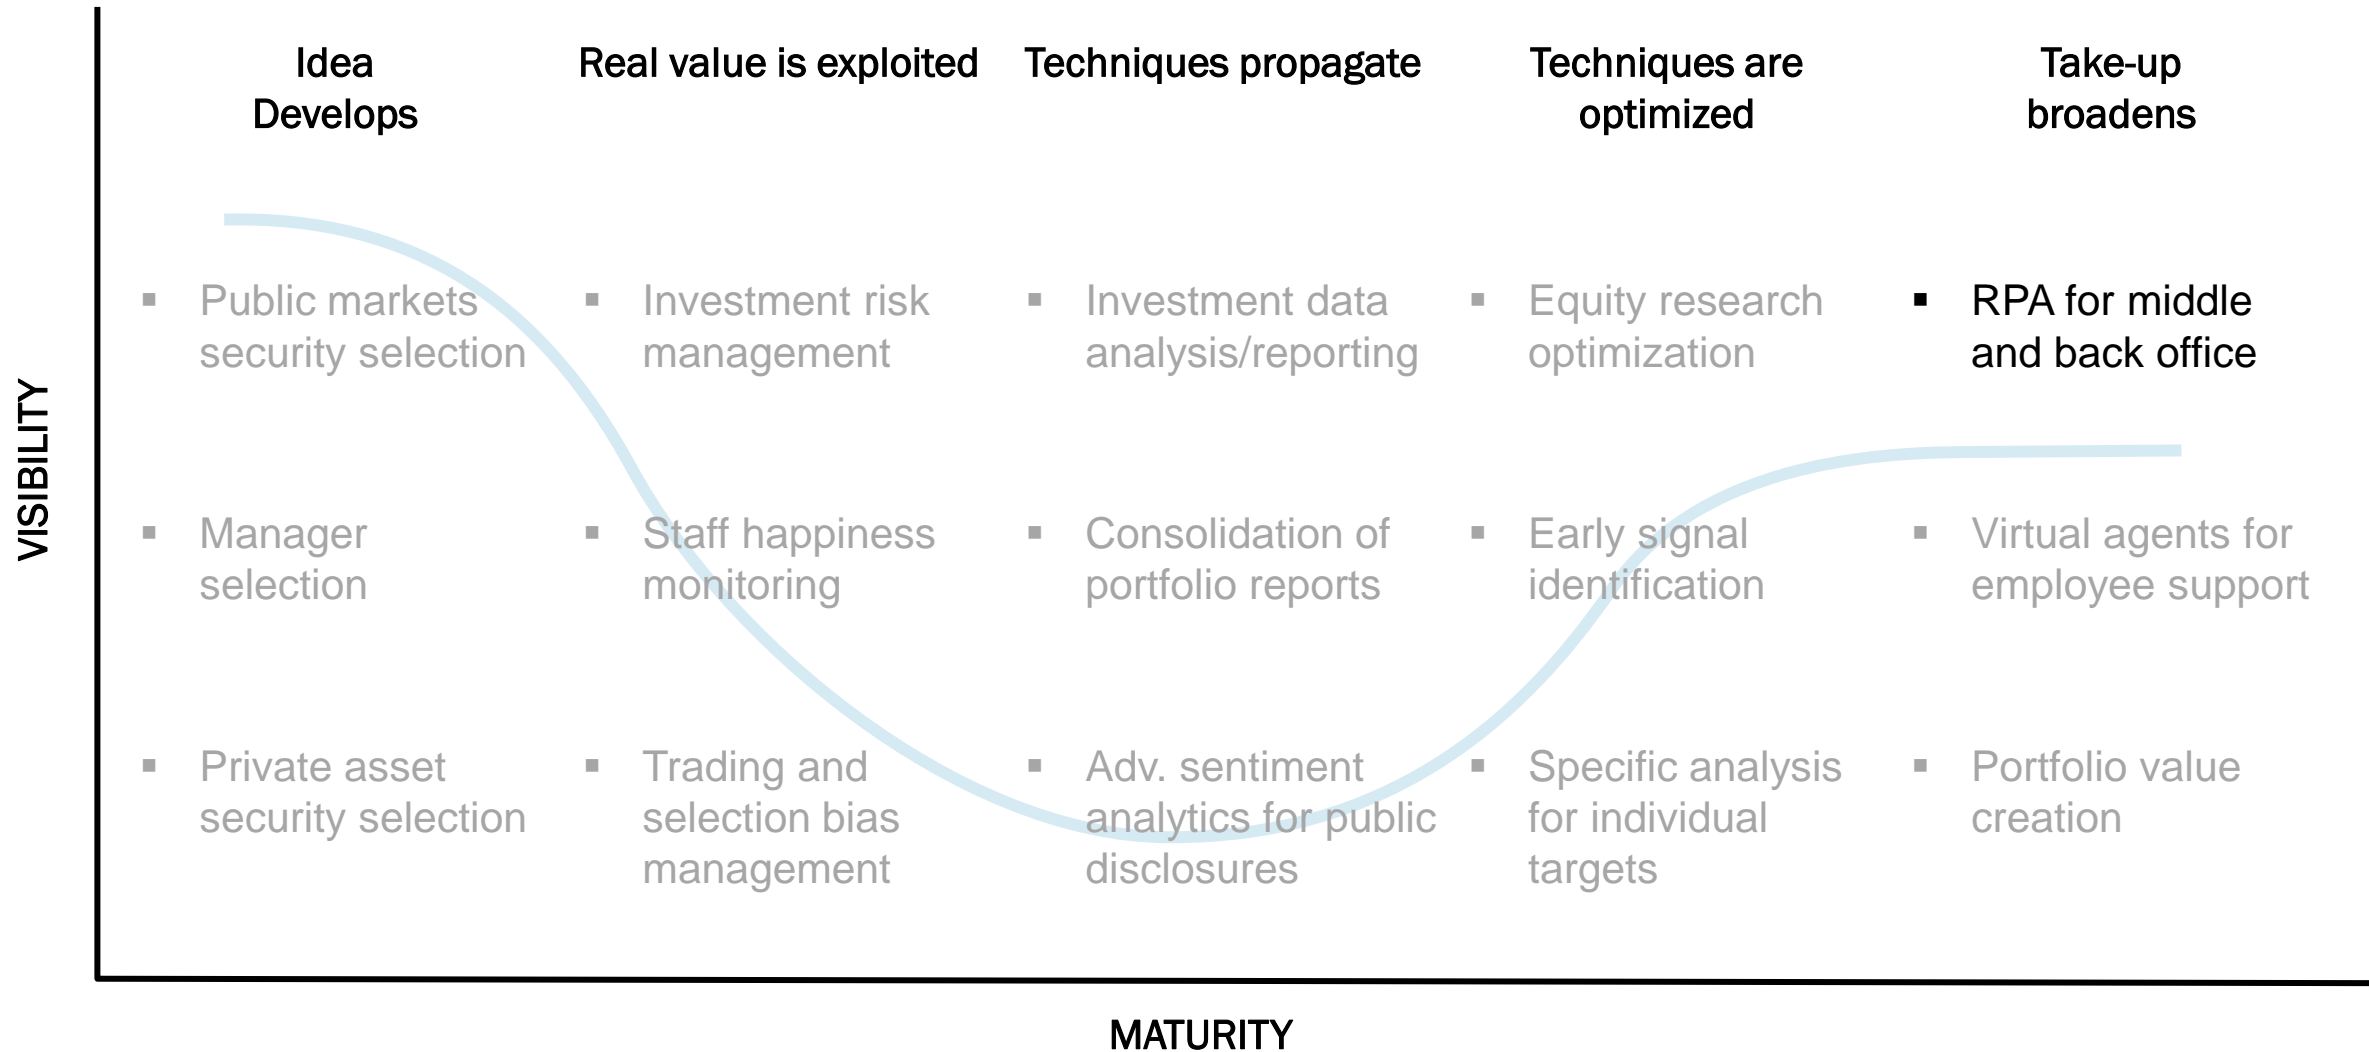 Idea
Develops
Real value is exploited
Techniques propagate
Techniques are
optimized
Take-up
broadens
VISIBILITY
▪ Public markets
security selection
▪ Investment risk
management
▪ Investment data
analysis/reporting
▪ Equity research
optimization
▪ RPA for middle
and back office
▪ Manager
selection
▪ Staff happiness
monitoring
▪ Consolidation of
portfolio reports
▪ Early signal
identification
▪ Virtual agents for
employee support
▪ Private asset
security selection
▪ Trading and
selection bias
management
▪ Adv. sentiment
analytics for public
disclosures
▪ Specific analysis
for individual
targets
▪ Portfolio value
creation
MATURITY